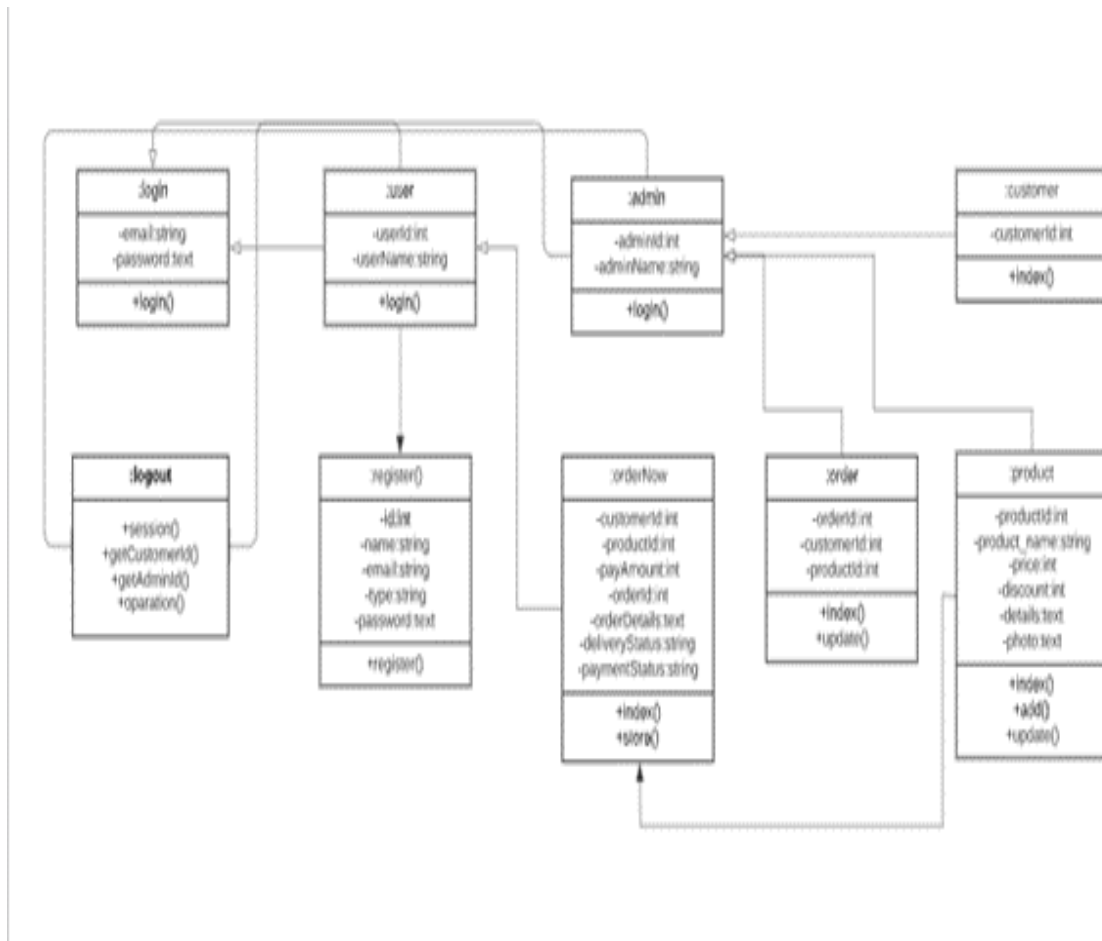 :login
-email:string
-password:text
+login()
:user
-userId:int
-userName:string
+login()
:admin
-adminId:int
-adminName:string
+login()
:customer
-customerId:int
+index()
:logout
+session()
+getCustomerId()
+getAdminId()
+oparation()
:register()
-id:int
-name:string
-email:string
-type:string
-password:text
+register()
:orderNow
-customerId:int
-productId:int
-payAmount:int
-orderId:int
-orderDetails:text
-deliveryStatus:string
-paymentStatus:string
+index()
+store()
:order
-orderId:int
-customerId:int
-productId:int
+index()
+update()
:product
-productId:int
-product_name:string
-price:int
-discount:int
-details:text
-photo:text
+index()
+add()
+update()